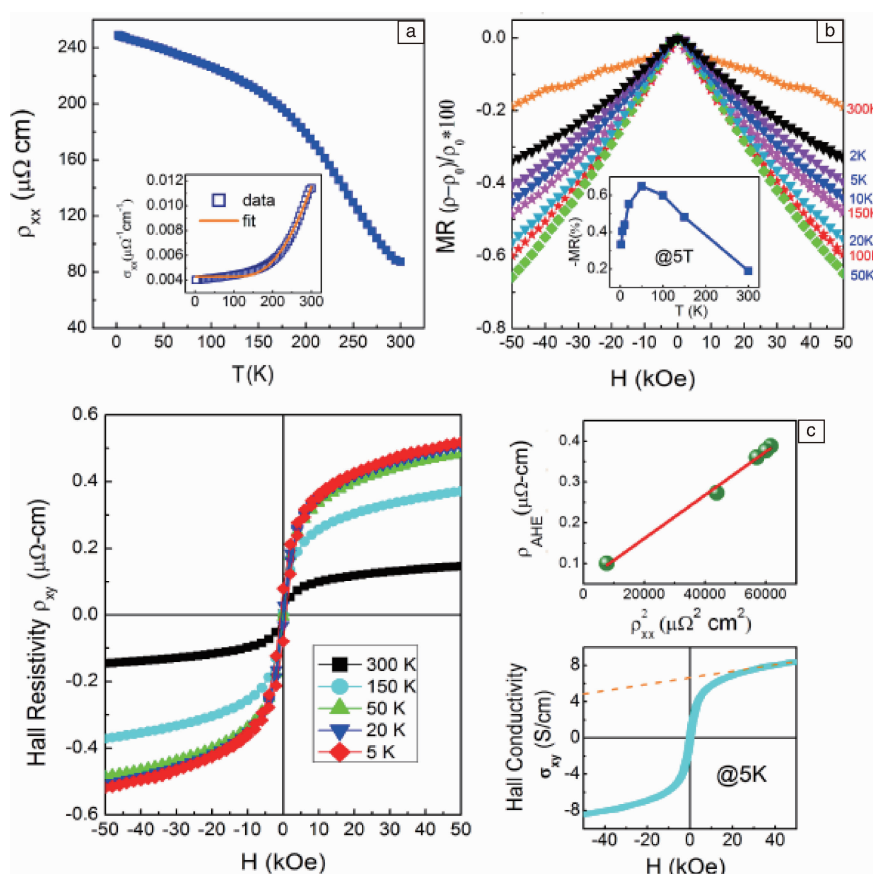 a
240
200
160
120
80
40
ρxx (μΩ cm)
0.012
0.010
0.008
0.006
0.004
σxx(μΩ⁻¹cm⁻¹)
data
fit
0 100 200 300
0 50 100 150 200 250 300
T(K)
b
0.0
-0.2
-0.4
-0.6
-0.8
MR (ρ−ρ0)/ρ0*100
300K
2K
5K
10K
150K
20K
100K
50K
0.6
0.4
0.2
-MR(%)
@5T
0 100 200 300
T (K)
-50 -40 -30 -20 -10 0 10 20 30 40 50
H (kOe)
0.6
0.4
0.2
0.0
-0.2
-0.4
-0.6
Hall Resistivity ρxy (μΩ-cm)
300 K
150 K
50 K
20 K
5 K
-50 -40 -30 -20 -10 0 10 20 30 40 50
H (kOe)
c
0.4
0.3
0.2
0.1
ρAHE(μΩ-cm)
0 20000 40000 60000
ρ²xx (μΩ² cm²)
8
4
0
-4
-8
Hall Conductivity
σxy (S/cm)
@5K
-40 -20 0 20 40
H (kOe)